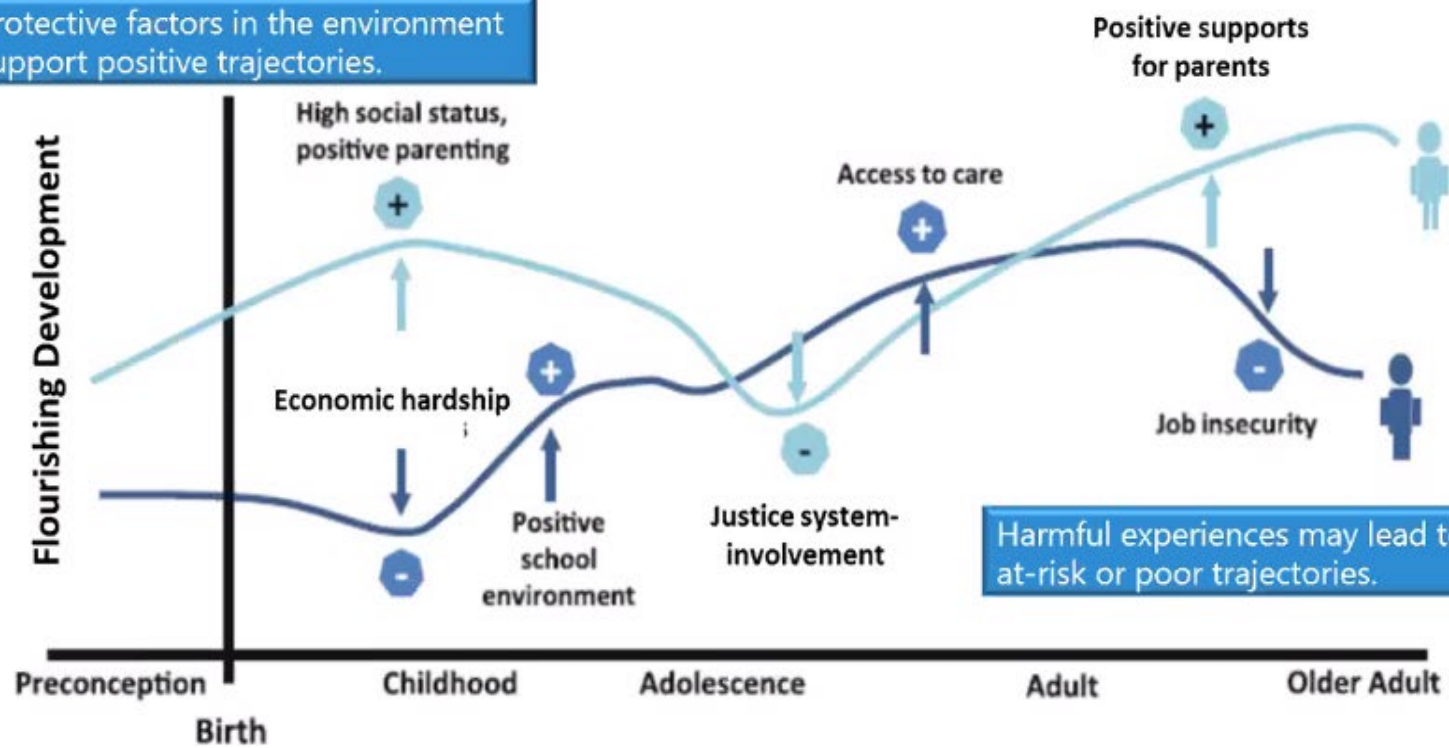 rotective factors in the environment
upport positive trajectories.
Positive supports
for parents
High social status,
positive parenting
+
+
Access to care
+
Flourishing Development
Economic hardship
;
+
-
Job insecurity
-
-
Positive
school
environment
Justice system-
involvement
Harmful experiences may lead t
at-risk or poor trajectories.
Preconception
Birth
Childhood
Adolescence
Adult
Older Adult